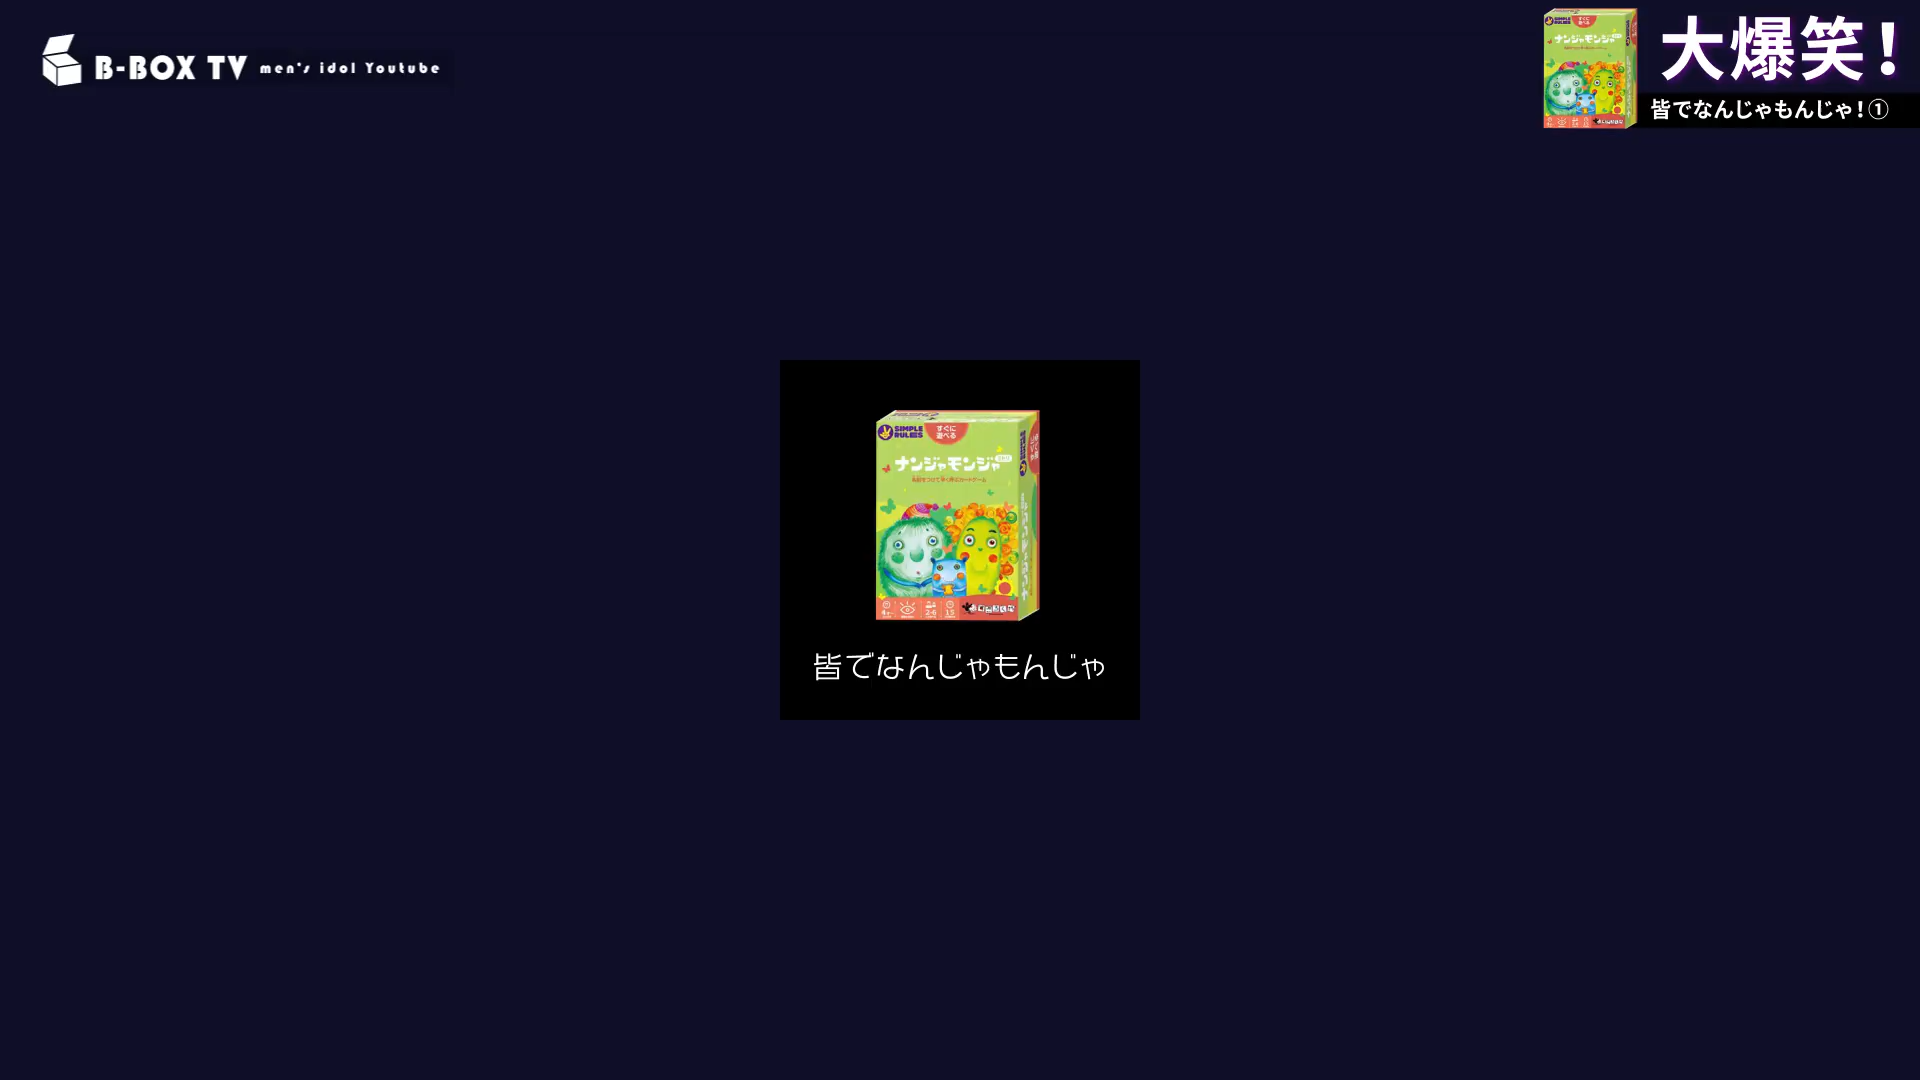 B-BOX TV men's idol Youtube
大爆笑！
皆でなんじゃもんじゃ！①
SIMPLE
RULES
すぐに
遊べる
ナンジャモンジャ
皆でなんじゃもんじゃ